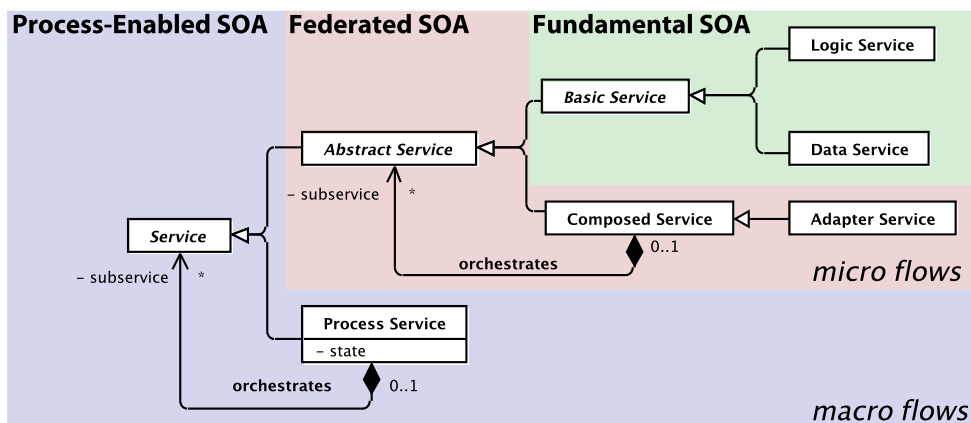 Process-Enabled SOA
Federated SOA
Fundamental SOA
Logic Service
Basic Service
Abstract Service
Data Service
- subservice
*
Composed Service
Adapter Service
Service
0..1
orchestrates
micro flows
- subservice
*
Process Service
- state
orchestrates
0..1
macro flows